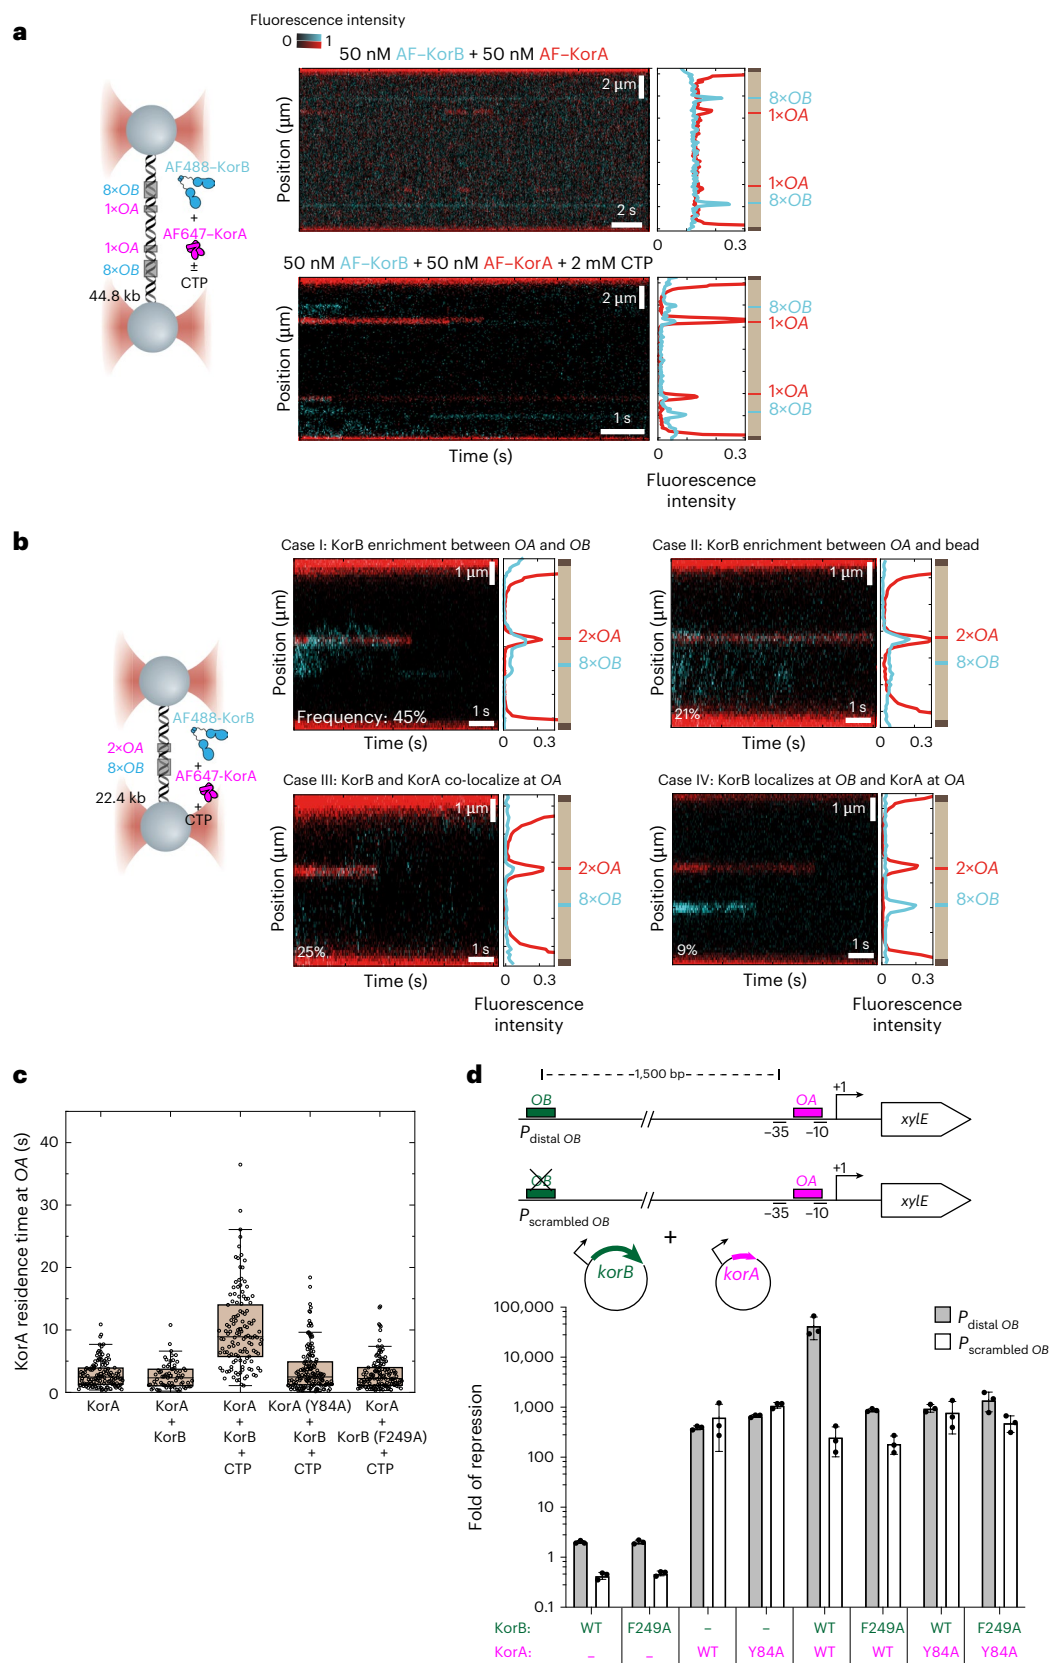 a
Fluorescence intensity
0 1
50 nM AF–KorB + 50 nM AF–KorA
2 µm
Position (µm)
2 s
8×OB
1×OA
1×OA
8×OB
0 0.3
AF488–KorB
+
AF647–KorA
±
CTP
8×OB
1×OA
1×OA
8×OB
44.8 kb
50 nM AF–KorB + 50 nM AF–KorA + 2 mM CTP
2 µm
Position (µm)
1 s
Time (s)
8×OB
1×OA
1×OA
8×OB
0 0.3
Fluorescence
intensity
b
Case I: KorB enrichment between OA and OB
1 µm
Position (µm)
Frequency: 45%
1 s
Time (s)
0 0.3
2×OA
8×OB
Case II: KorB enrichment between OA and bead
1 µm
Position (µm)
21%
1 s
Time (s)
0 0.3
2×OA
8×OB
AF488-KorB
+
AF647-KorA
+
CTP
2×OA
8×OB
22.4 kb
Case III: KorB and KorA co-localize at OA
1 µm
Position (µm)
25%
1 s
Time (s)
0 0.3
Fluorescence
intensity
2×OA
8×OB
Case IV: KorB localizes at OB and KorA at OA
1 µm
Position (µm)
9%
1 s
Time (s)
0 0.3
Fluorescence
intensity
2×OA
8×OB
c
KorA residence time at OA (s)
40
30
20
10
0
KorA
KorA
+
KorB
KorA
+
KorB
+
CTP
KorA (Y84A)
+
KorB
+
CTP
KorA
+
KorB (F249A)
+
CTP
d
1,500 bp
OB
OA
+1
xylE
P distal OB
–35 –10
OB
OA
+1
xylE
P scrambled OB
–35 –10
+
korB
korA
P distal OB
P scrambled OB
Fold of repression
100,000
10,000
1,000
100
10
1
0.1
KorB: WT F249A – – WT F249A WT F249A
KorA: – – WT Y84A WT WT Y84A Y84A